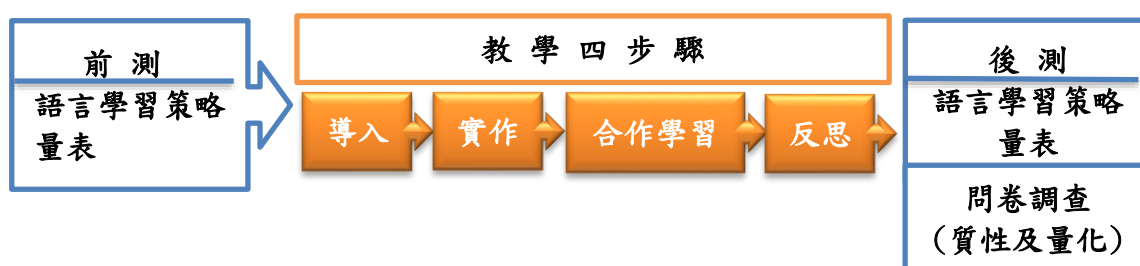 前 測
語言學習策略
量表
教 學 四 步 驟
導入
實作
合作學習
反思
後 測
語言學習策略
量表
問卷調查
（質性及量化）